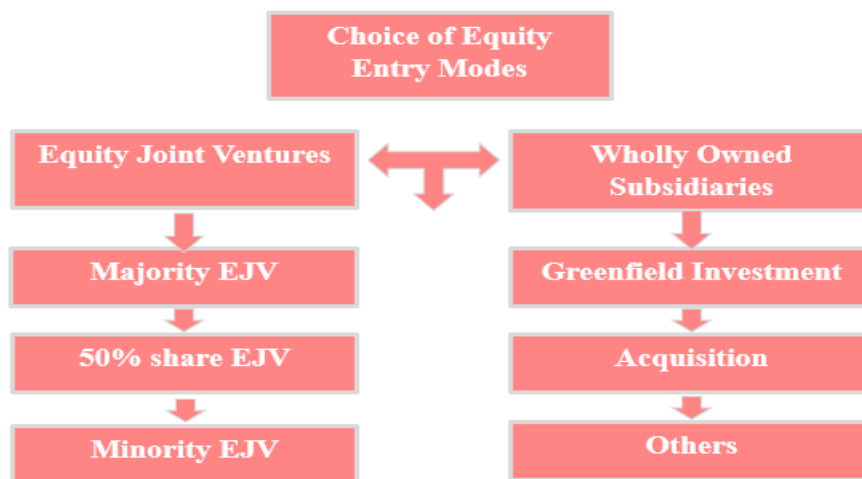 Choice of Equity
Entry Modes
Equity Joint Ventures
Wholly Owned
Subsidiaries
Majority EJV
Greenfield Investment
50% share EJV
Acquisition
Minority EJV
Others